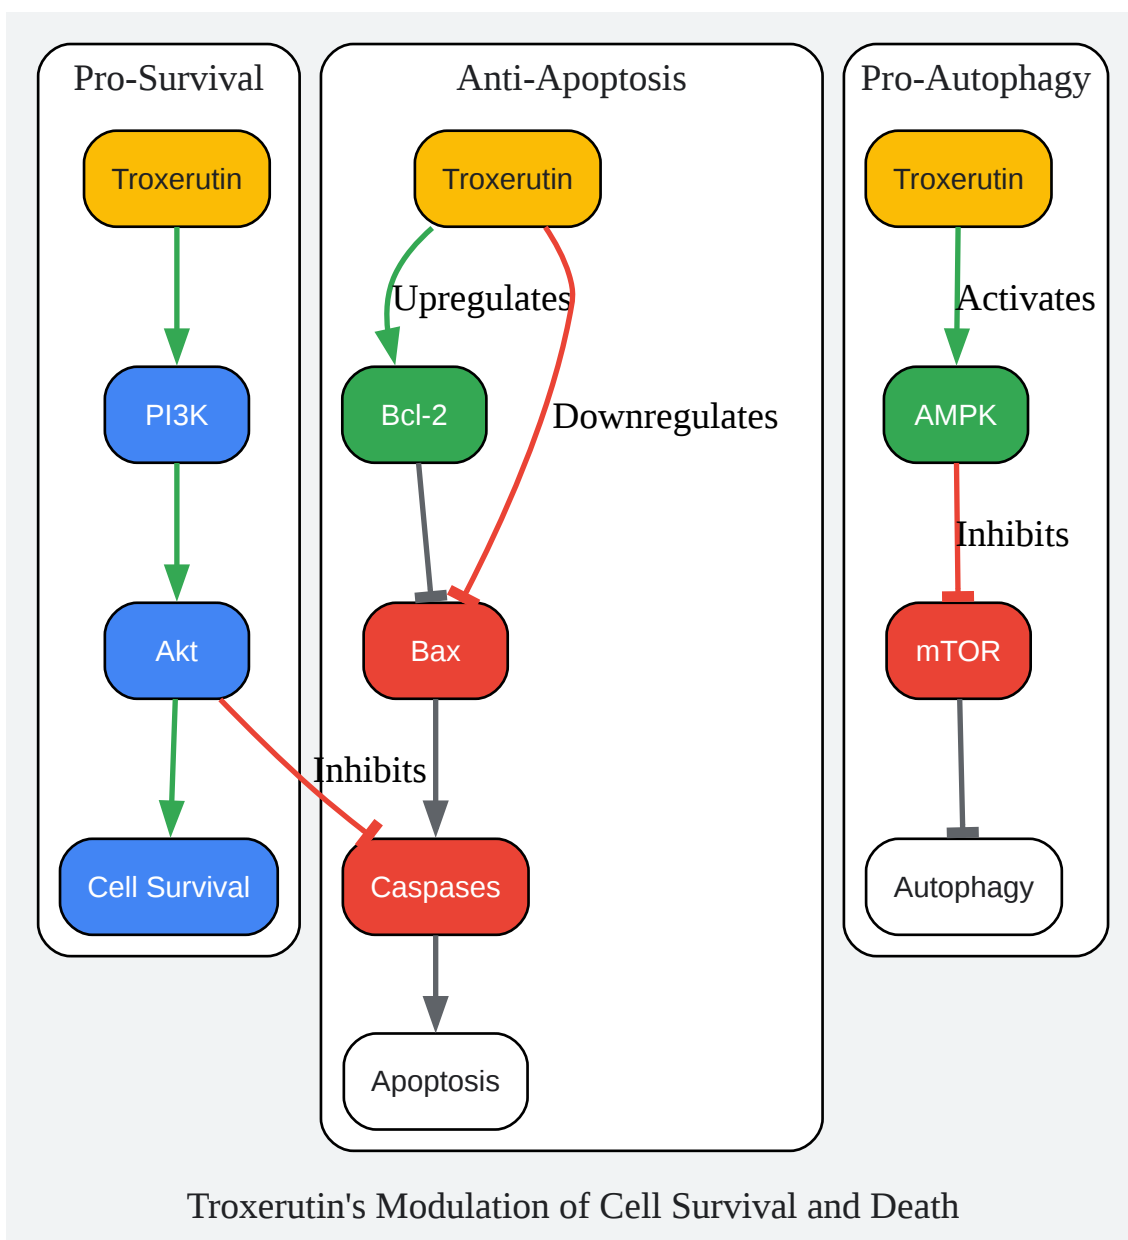 Pro-Survival
Troxerutin
PI3K
Akt
Cell Survival
Anti-Apoptosis
Troxerutin
Upregulates
Bcl-2
Downregulates
Bax
Inhibits
Caspases
Apoptosis
Pro-Autophagy
Troxerutin
Activates
AMPK
Inhibits
mTOR
Autophagy
Troxerutin's Modulation of Cell Survival and Death